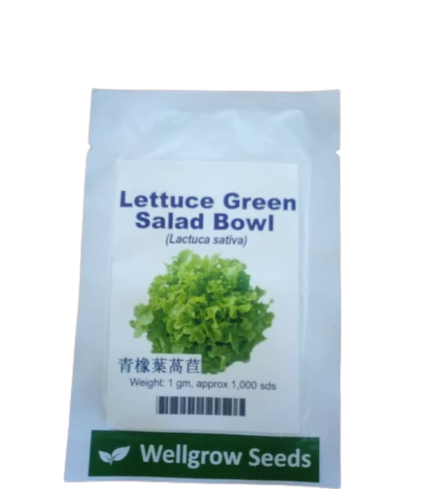 Lettuce Green
Salad Bowl
(Lactuca sativa)
青橡葉萵苣
Weight: 1 gm, approx 1,000 sds
Wellgrow Seeds